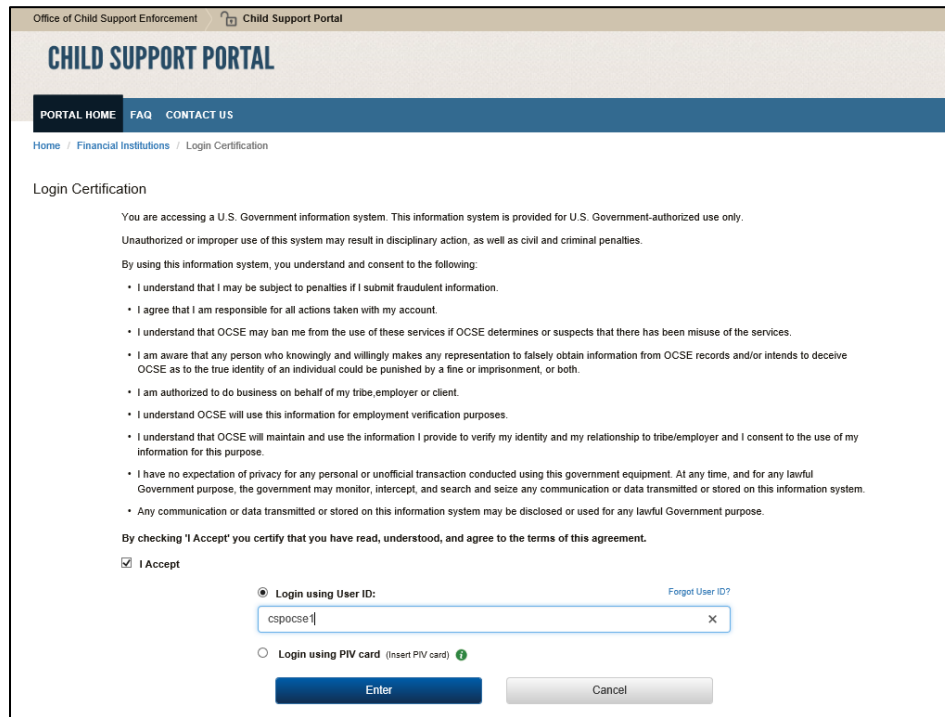 Office of Child Support Enforcement Child Support Portal
CHILD SUPPORT PORTAL
PORTAL HOME FAQ CONTACT US
Home / Financial Institutions / Login Certification
Login Certification
You are accessing a U.S. Government information system. This information system is provided for U.S. Government-authorized use only.
Unauthorized or improper use of this system may result in disciplinary action, as well as civil and criminal penalties.
By using this information system, you understand and consent to the following:
• I understand that I may be subject to penalties if I submit fraudulent information.
• I agree that I am responsible for all actions taken with my account.
• I understand that OCSE may ban me from the use of these services if OCSE determines or suspects that there has been misuse of the services.
• I am aware that any person who knowingly and willingly makes any representation to falsely obtain information from OCSE records and/or intends to deceive
OCSE as to the true identity of an individual could be punished by a fine or imprisonment, or both.
• I am authorized to do business on behalf of my tribe,employer or client.
• I understand OCSE will use this information for employment verification purposes.
• I understand that OCSE will maintain and use the information I provide to verify my identity and my relationship to tribe/employer and I consent to the use of my
information for this purpose.
• I have no expectation of privacy for any personal or unofficial transaction conducted using this government equipment. At any time, and for any lawful
Government purpose, the government may monitor, intercept, and search and seize any communication or data transmitted or stored on this information system.
• Any communication or data transmitted or stored on this information system may be disclosed or used for any lawful Government purpose.
By checking 'I Accept' you certify that you have read, understood, and agree to the terms of this agreement.
I Accept
Login using User ID: Forgot User ID?
cspocse1
Login using PIV card (Insert PIV card)
Enter Cancel